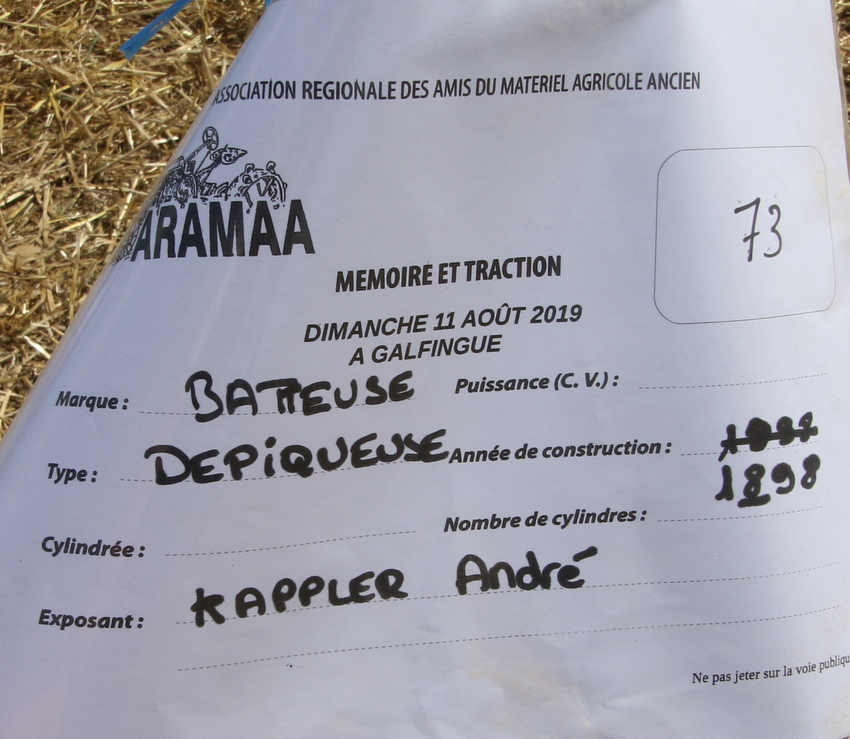 ASSOCIATION REGIONALE DES AMIS DU MATERIEL AGRICOLE ANCIEN
ARAMAA
73
MEMOIRE ET TRACTION
DIMANCHE 11 AOÛT 2019
A GALFINGUE
Marque : BATTEUSE Puissance (C. V.) :
Type : DEPiQUEUSE Année de construction :
1898
Cylindrée : Nombre de cylindres :
Exposant : KAPPLER André
Ne pas jeter sur la voie publiqu